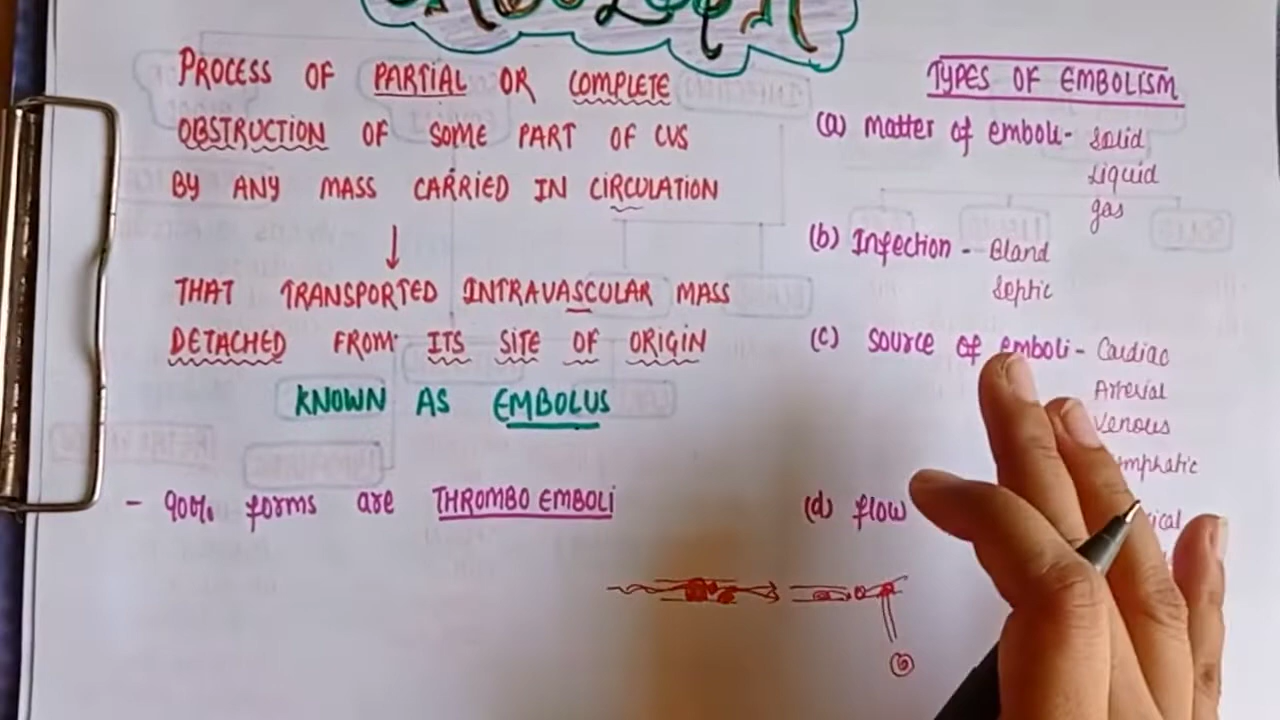 PROCESS OF PARTIAL OR COMPLETE
OBSTRUCTION OF SOME PART OF CVS
BY ANY MASS CARRIED IN CIRCULATION
THAT TRANSPORTED INTRAVASCULAR MASS
DETACHED FROM ITS SITE OF ORIGIN
KNOWN AS EMBOLUS
- 90% forms are THROMBOEMBOLI
TYPES OF EMBOLISM
(a) Matter of emboli - Solid
Liquid
gas
(b) Infection - Bland
Septic
(c) Source of emboli - Cardiac
Arterial
Venous
(d) flow